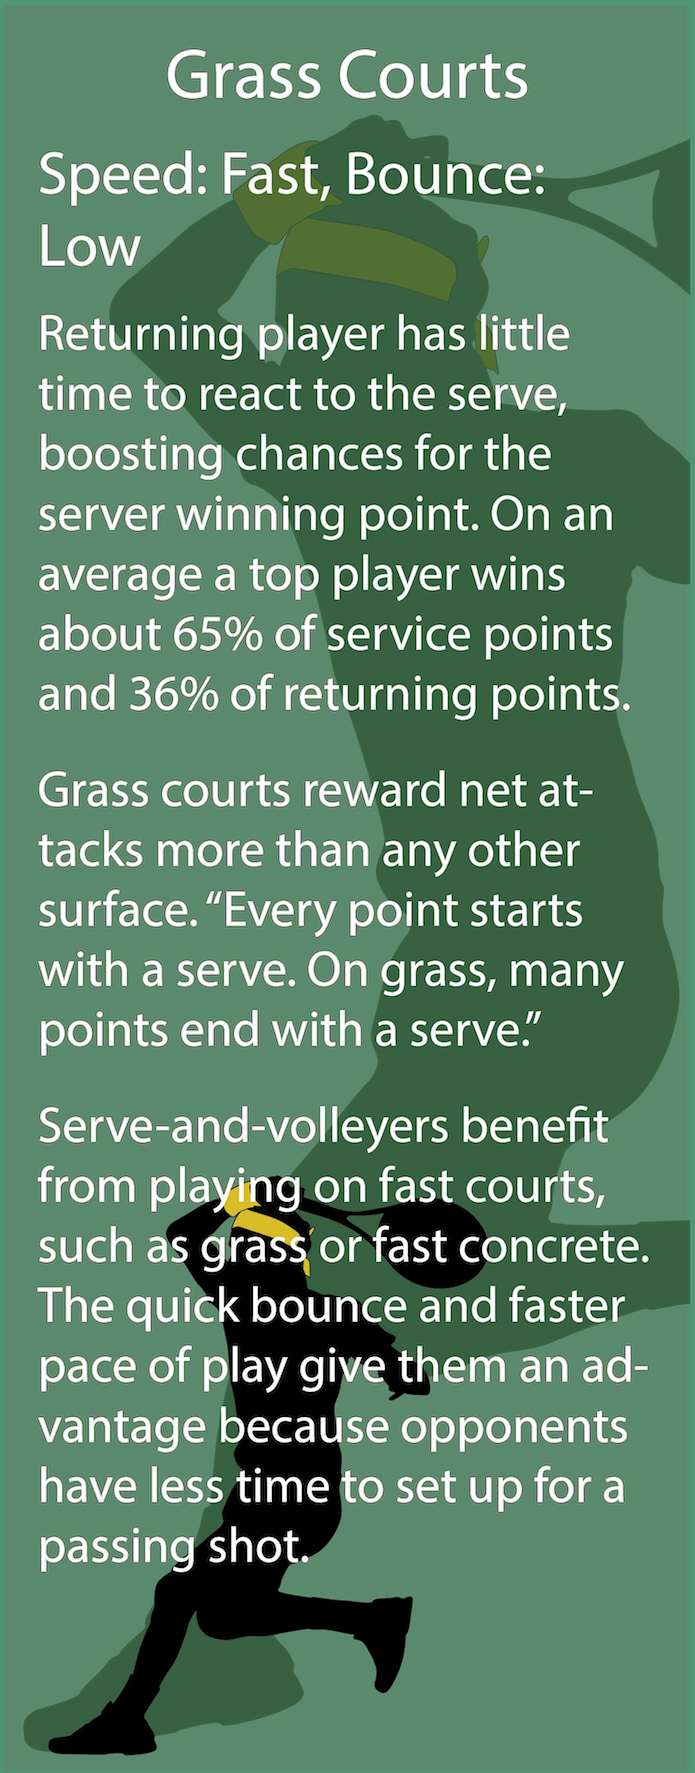 Grass Courts
Speed: Fast, Bounce:
Low
Returning player has little
time to react to the serve,
boosting chances for the
server winning point. On an
average a top player wins
about 65% of service points
and 36% of returning points.
Grass courts reward net at-
tacks more than any other
surface. “Every point starts
with a serve. On grass, many
points end with a serve.”
Serve-and-volleyers benefit
from playing on fast courts,
such as grass or fast concrete.
The quick bounce and faster
pace of play give them an ad-
vantage because opponents
have less time to set up for a
passing shot.